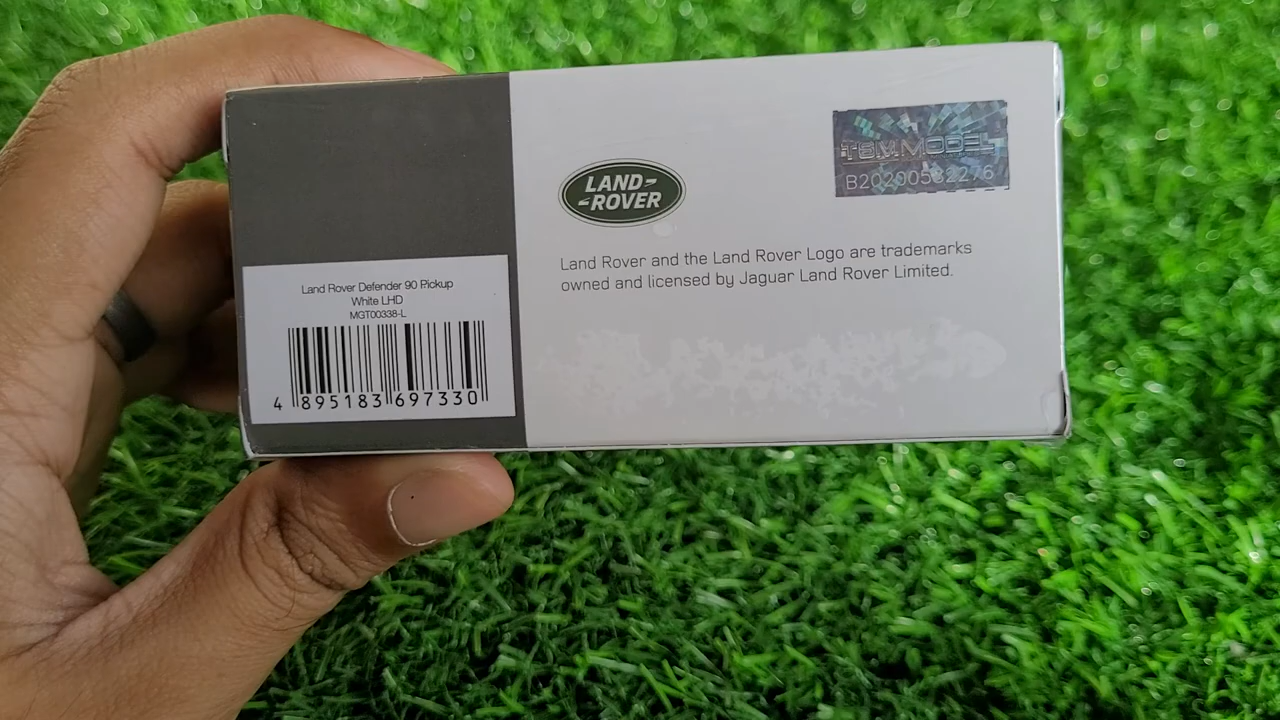 TSM MODEL
B20200532276
LAND-
-ROVER
Land Rover and the Land Rover Logo are trademarks
owned and licensed by Jaguar Land Rover Limited.
Land Rover Defender 90 Pickup
White LHD
MGT00338-L
4 895183 697330